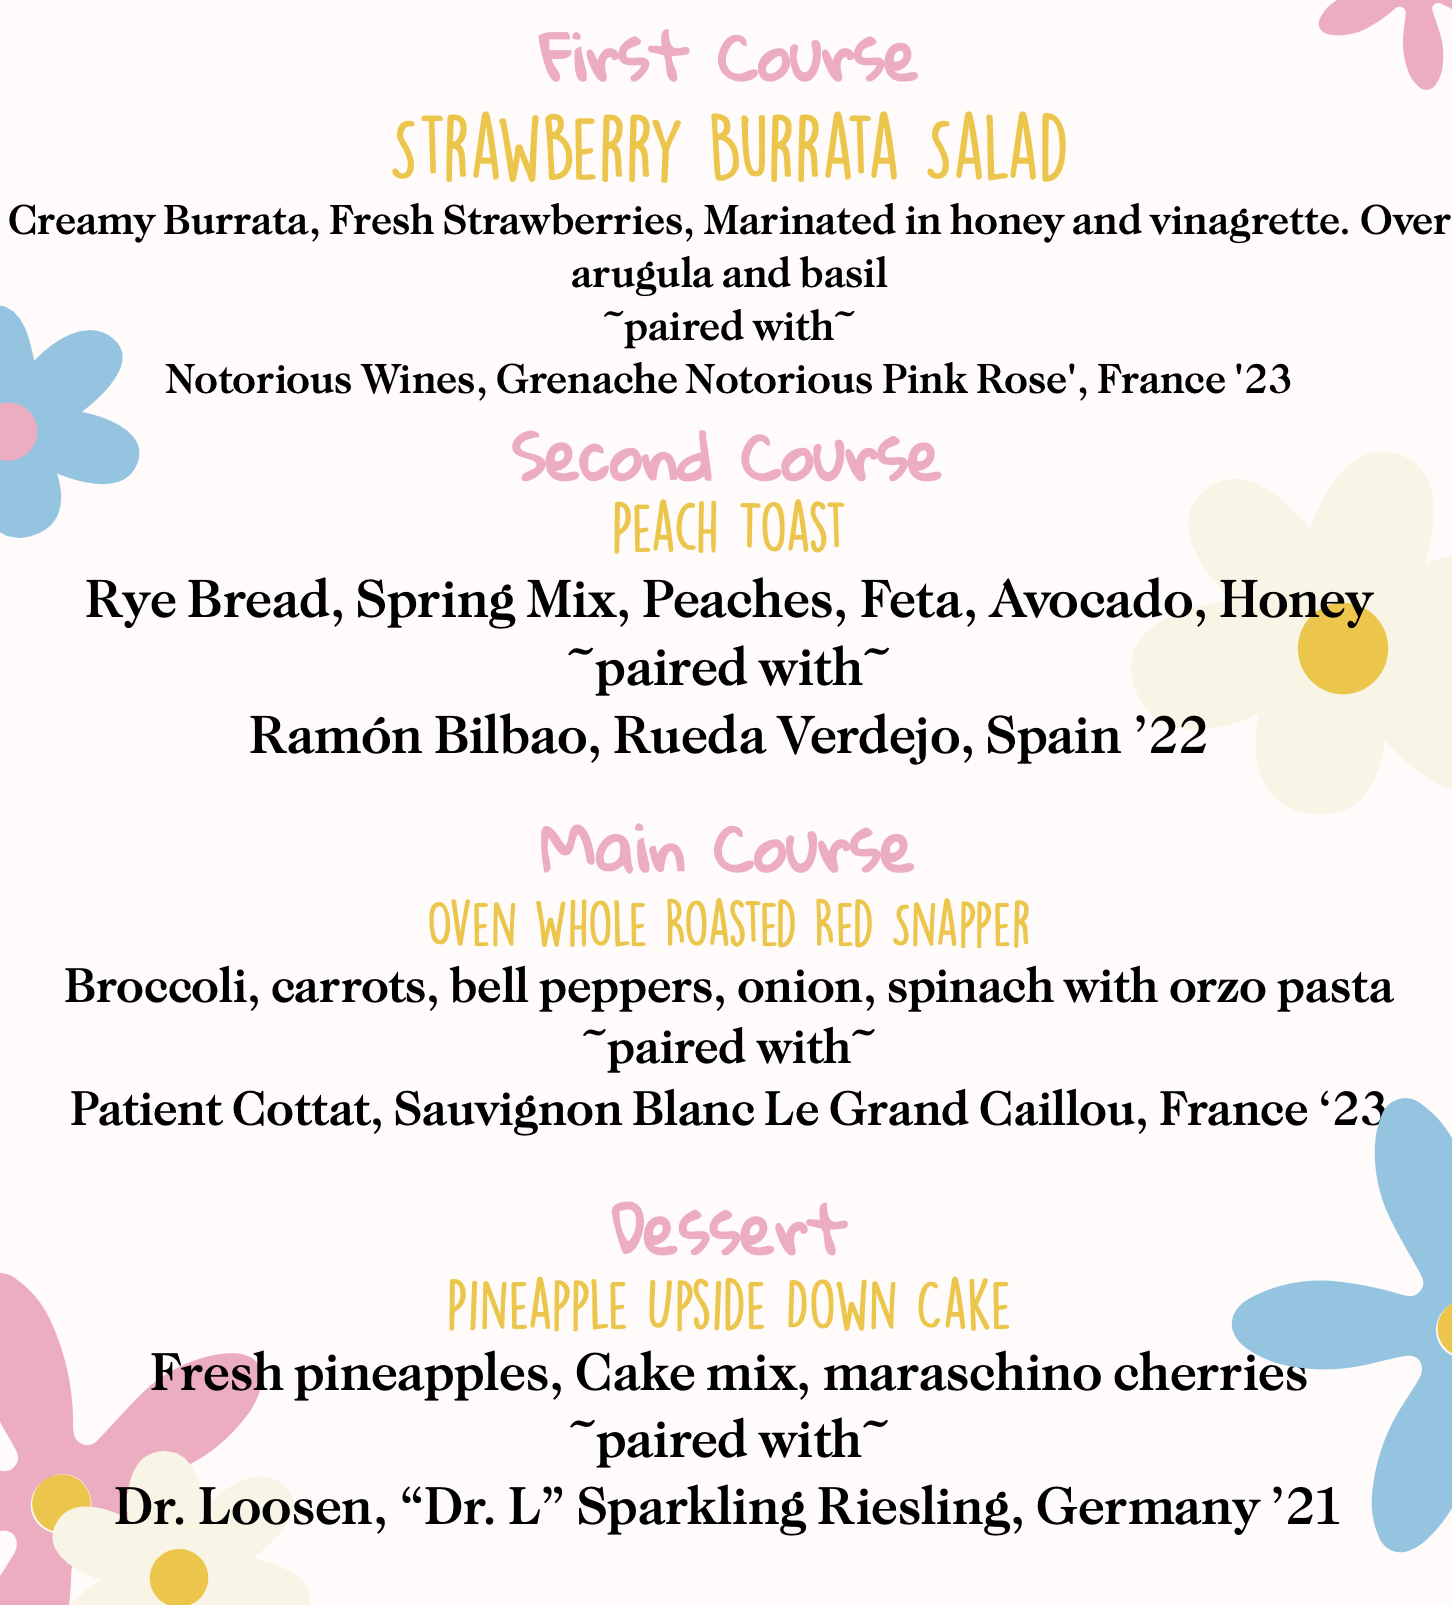 First Course
STRAWBERRY BURRATA SALAD
Creamy Burrata, Fresh Strawberries, Marinated in honey and vinagrette. Over
arugula and basil
~paired with~
Notorious Wines, Grenache Notorious Pink Rose', France '23
Second Course
PEACH TOAST
Rye Bread, Spring Mix, Peaches, Feta, Avocado, Honey
~paired with~
Ramón Bilbao, Rueda Verdejo, Spain ’22
Main Course
OVEN WHOLE ROASTED RED SNAPPER
Broccoli, carrots, bell peppers, onion, spinach with orzo pasta
~paired with~
Patient Cottat, Sauvignon Blanc Le Grand Caillou, France ‘23
Dessert
PINEAPPLE UPSIDE DOWN CAKE
Fresh pineapples, Cake mix, maraschino cherries
~paired with~
Dr. Loosen, “Dr. L” Sparkling Riesling, Germany ’21